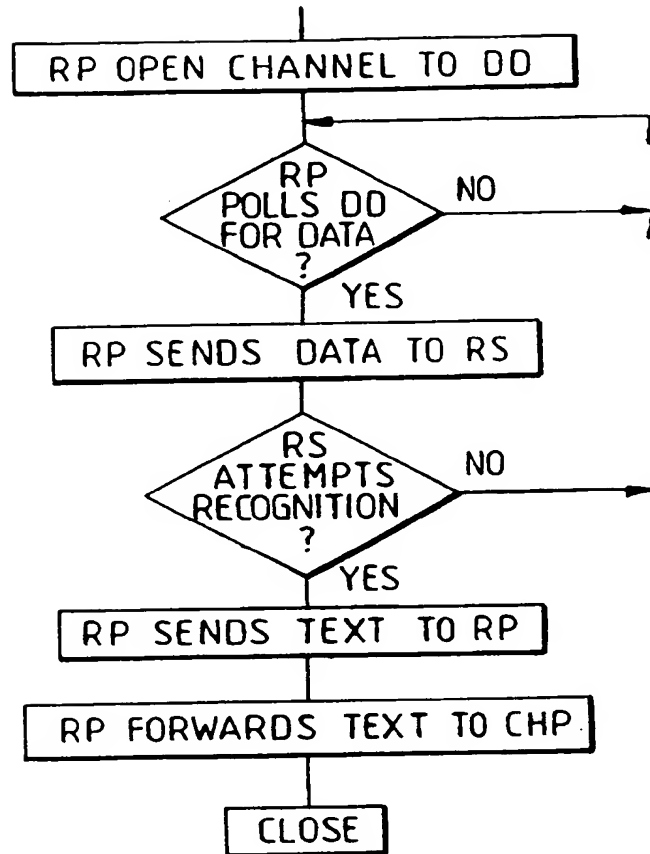 RP OPEN CHANNEL TO DD
RP
POLLS DD
FOR DATA
?
NO
YES
RP SENDS DATA TO RS
RS
ATTEMPTS
RECOGNITION
?
NO
YES
RP SENDS TEXT TO RP
RP FORWARDS TEXT TO CHP
CLOSE